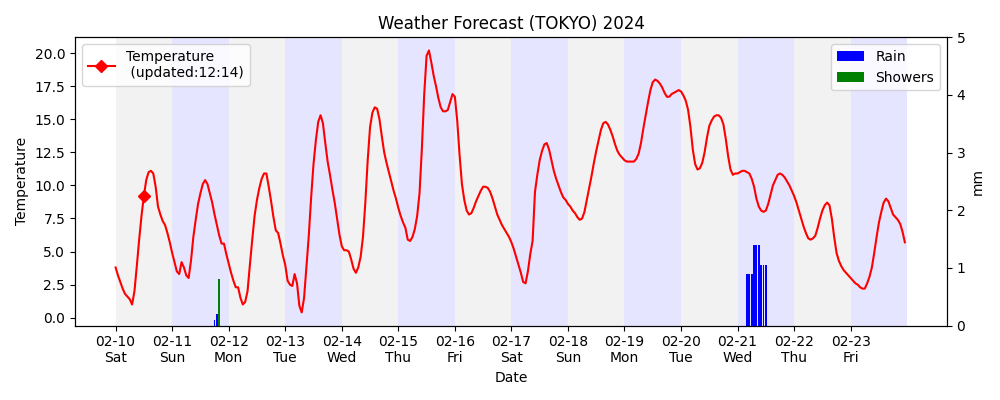 Weather Forecast (TOKYO) 2024
Temperature
(updated:12:14)
Rain
Showers
Temperature
20.0
17.5
15.0
12.5
10.0
7.5
5.0
2.5
0.0
5
4
3
2
1
0
mm
02-10 02-11 02-12 02-13 02-14 02-15 02-16 02-17 02-18 02-19 02-20 02-21 02-22 02-23
Sat Sun Mon Tue Wed Thu Fri Sat Sun Mon Tue Wed Thu Fri
Date